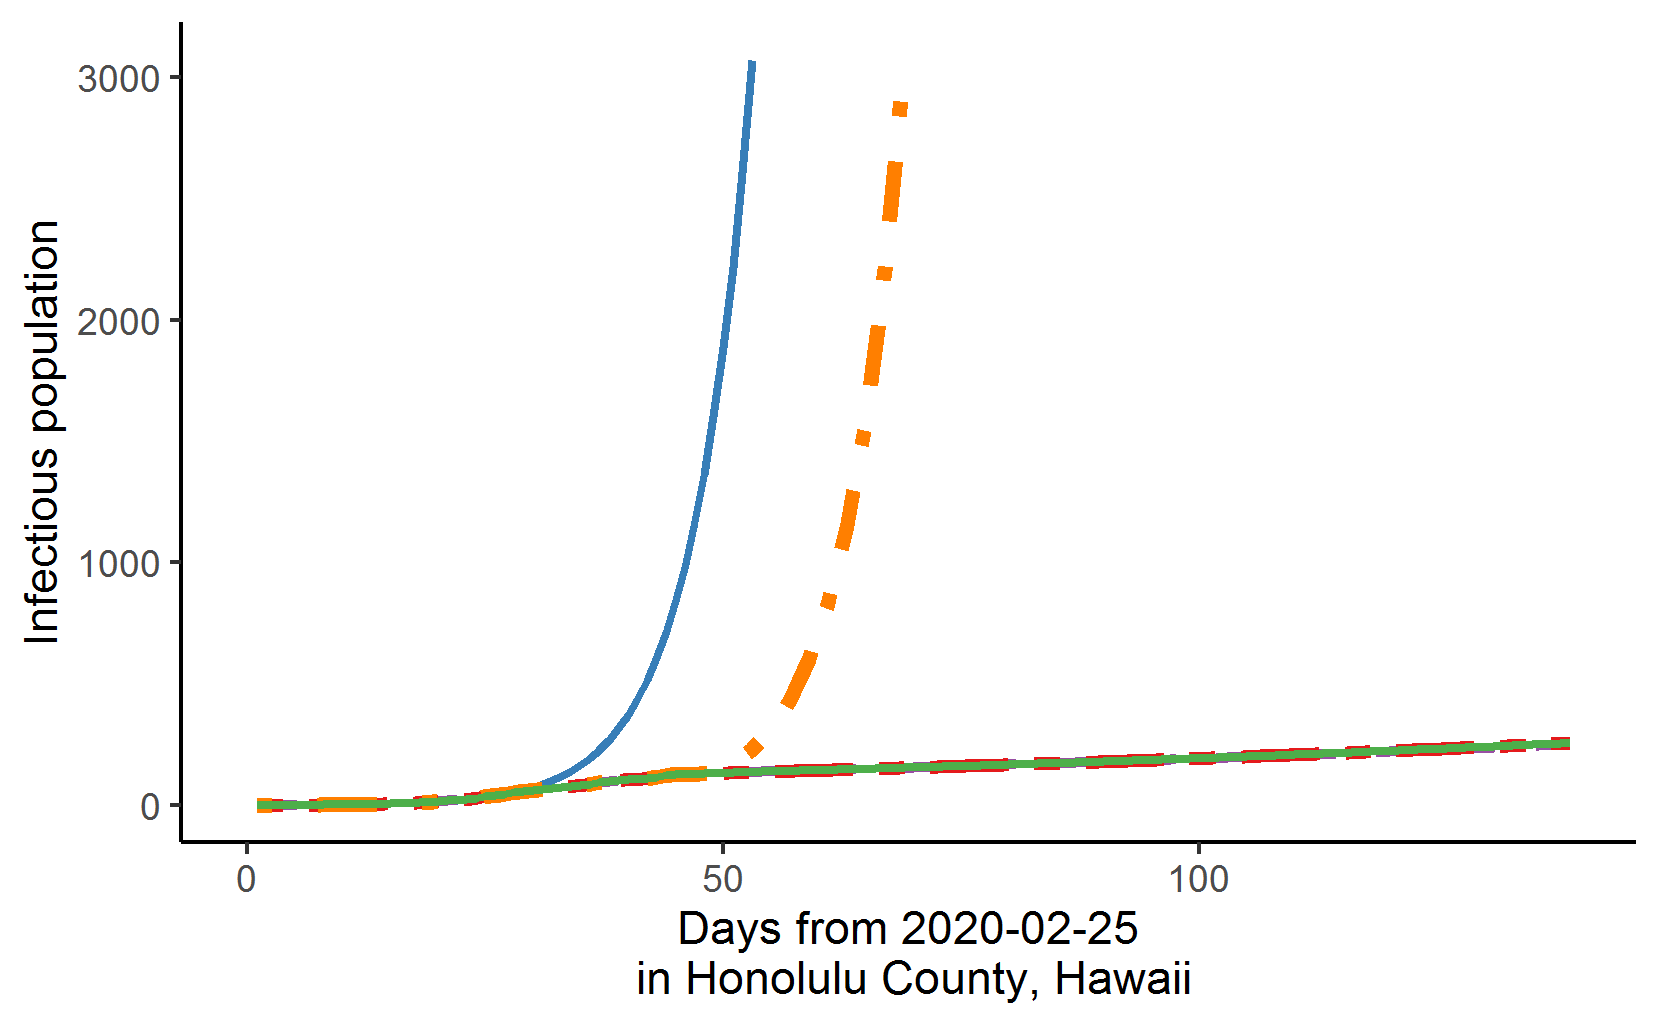 Infectious population
3000
2000
1000
0
0 50 100
Days from 2020-02-25
in Honolulu County, Hawaii